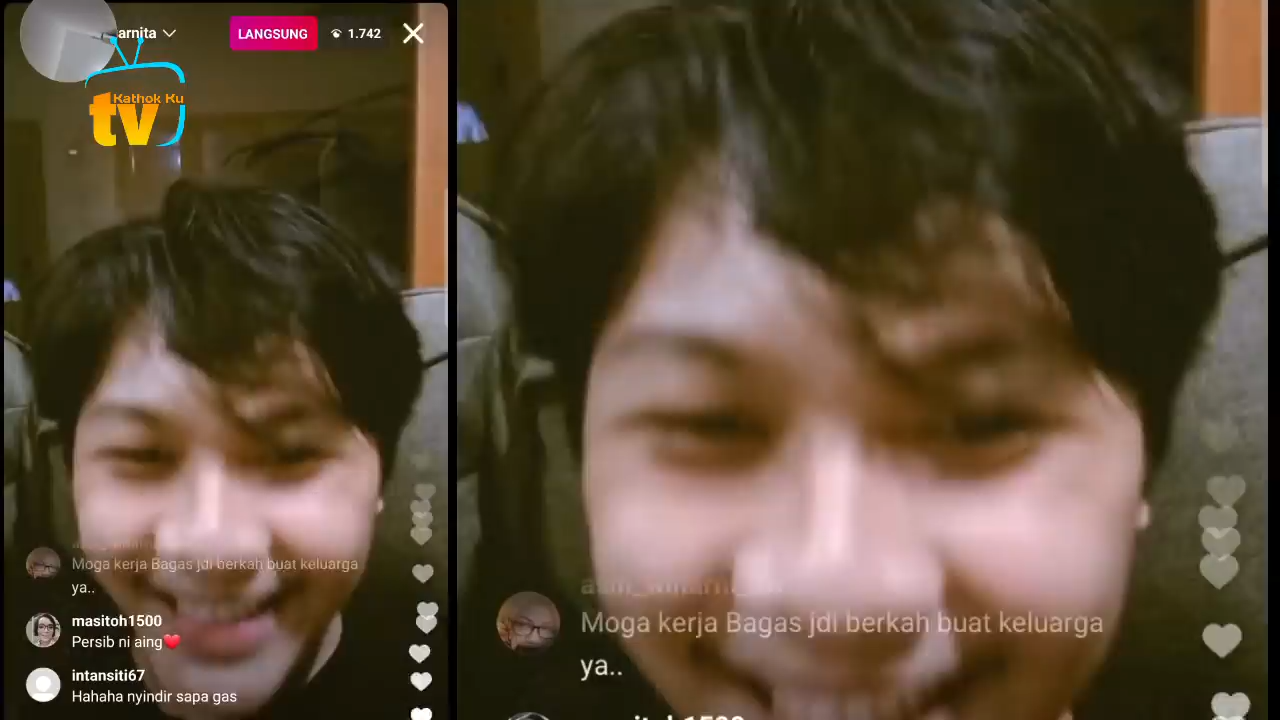 arnita
LANGSUNG
1.742
Kathok Ku
tv
Moga kerja Bagas jdi berkah buat keluarga
ya..
masitoh1500
Persib ni aing❤️
intansiti67
Hahaha nyindir sapa gas
Moga kerja Bagas jdi berkah buat keluarga
ya..